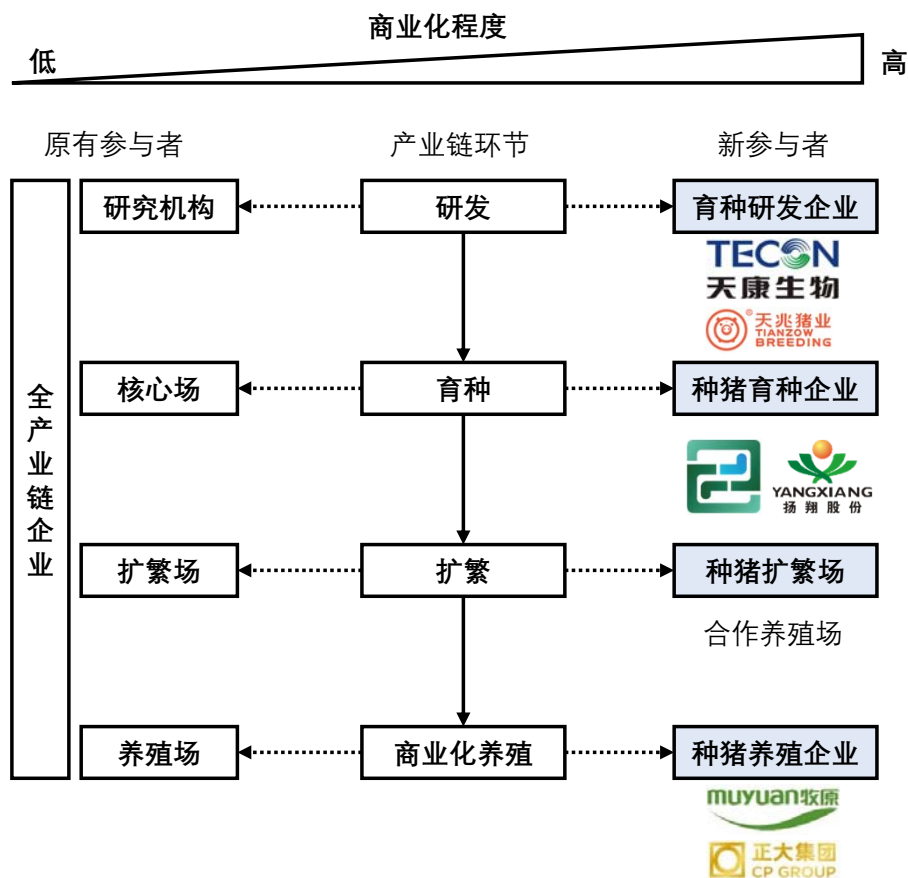 商业化程度
低
高
原有参与者
产业链环节
新参与者
全产业链企业
研究机构
研发
育种研发企业
TECON
天康生物
®天兆猪业
TIANZOW
BREEDING
核心场
育种
种猪育种企业
YANGXIANG
扬翔股份
扩繁场
扩繁
种猪扩繁场
合作养殖场
养殖场
商业化养殖
种猪养殖企业
muyuan牧原
正大集团
CP GROUP